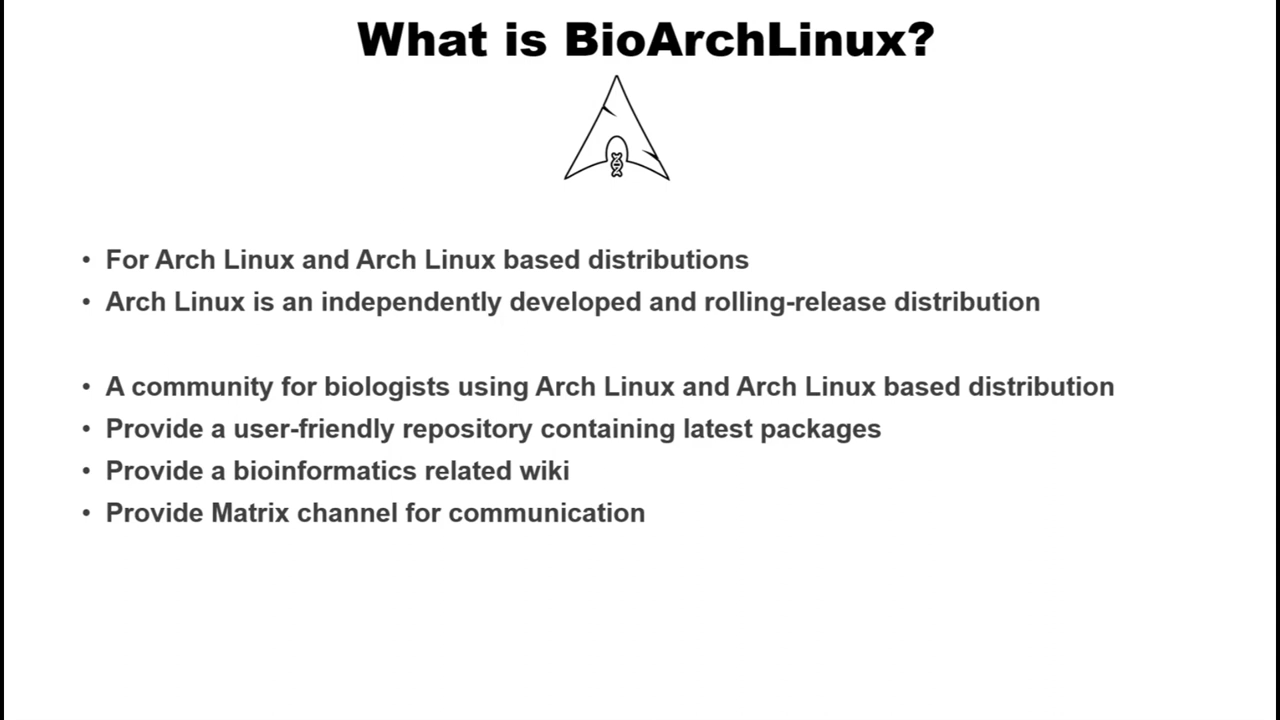 What is BioArchLinux?
• For Arch Linux and Arch Linux based distributions
• Arch Linux is an independently developed and rolling-release distribution
• A community for biologists using Arch Linux and Arch Linux based distribution
• Provide a user-friendly repository containing latest packages
• Provide a bioinformatics related wiki
• Provide Matrix channel for communication